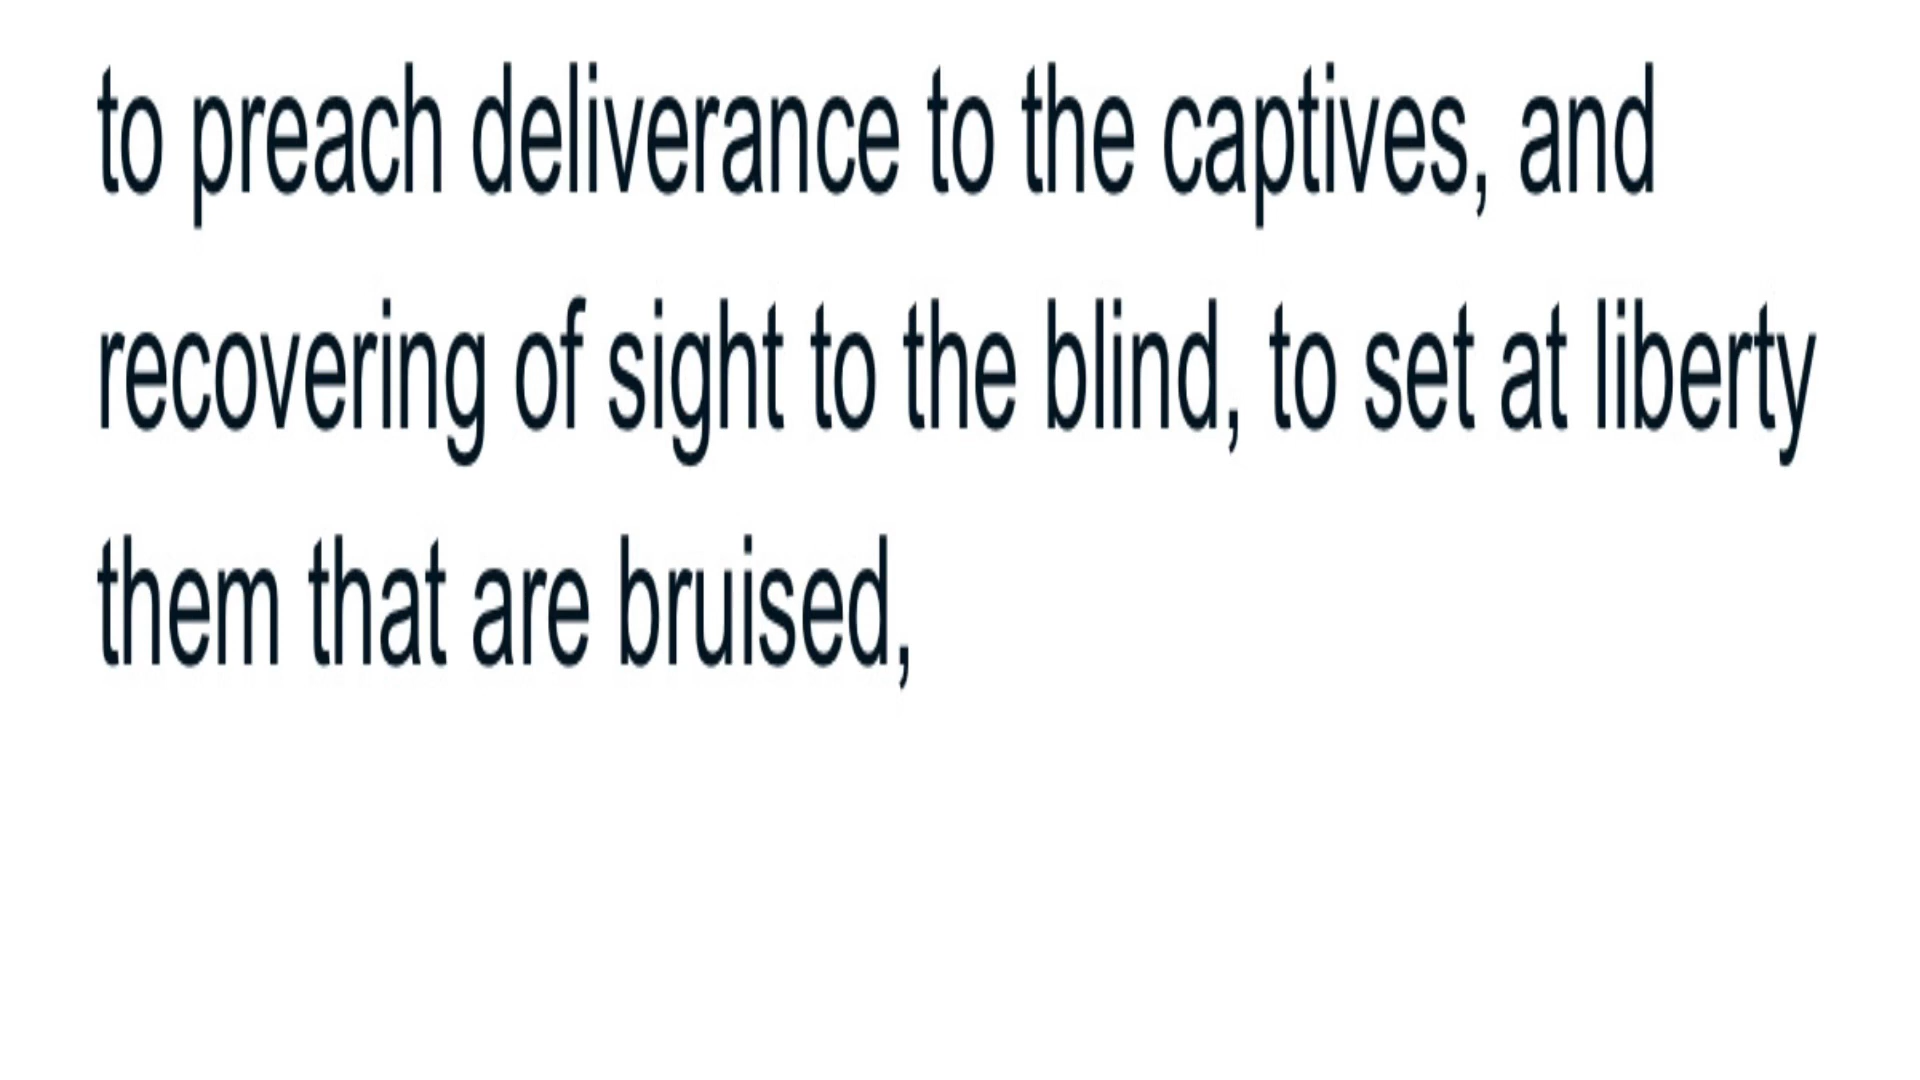 to preach deliverance to the captives, and
recovering of sight to the blind, to set at liberty
them that are bruised,